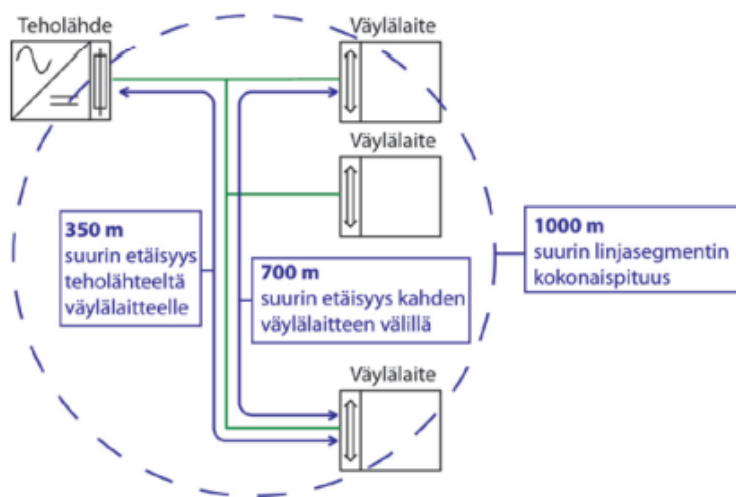 Teholähde
Väylälaite
Väylälaite
350 m
suurin etäisyys
teholähteeltä
väylälaitteelle
700 m
suurin etäisyys kahden
väylälaitteen välillä
1000 m
suurin linjasegmentin
kokonaispituus
Väylälaite